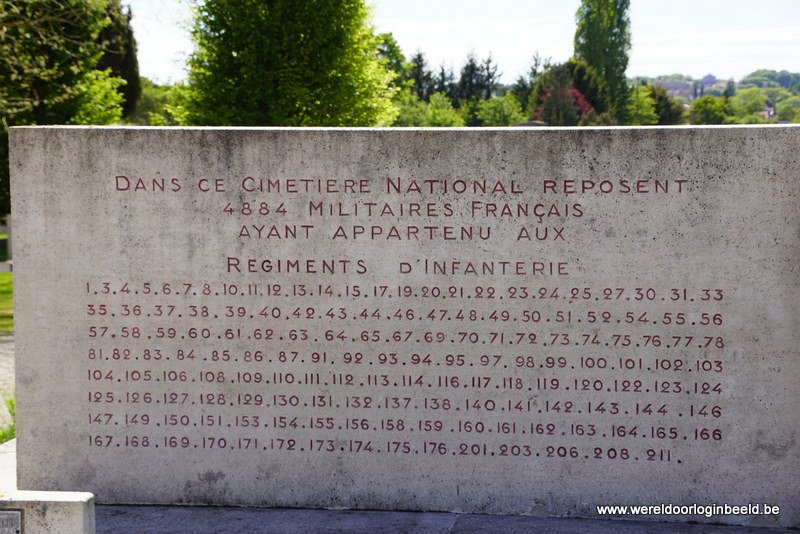 DANS CE CIMETIERE NATIONAL REPOSENT
4884 MILITAIRES FRANÇAIS
AYANT APPARTENU AUX
REGIMENTS D'INFANTERIE
1.3.4.5.6.7.8.10.11.12.13.14.15.17.19.20.21.22.23.24.25.27.30.31.33
35.36.37.38.39.40.42.43.44.46.47.48.49.50.51.52.54.55.56
57.58.59.60.61.62.63.64.65.67.69.70.71.72.73.74.75.76.77.78
81.82.83.84.85.86.87.91.92.93.94.95.97.98.99.100.101.102.103
104.105.106.108.109.110.111.112.113.114.116.117.118.119.120.122.123.124
125.126.127.128.129.130.131.132.137.138.140.141.142.143.144.146
147.149.150.151.153.154.155.156.158.159.160.161.162.163.164.165.166
167.168.169.170.171.172.173.174.175.176.201.203.206.208.211.
www.wereldoorloginbeeld.be